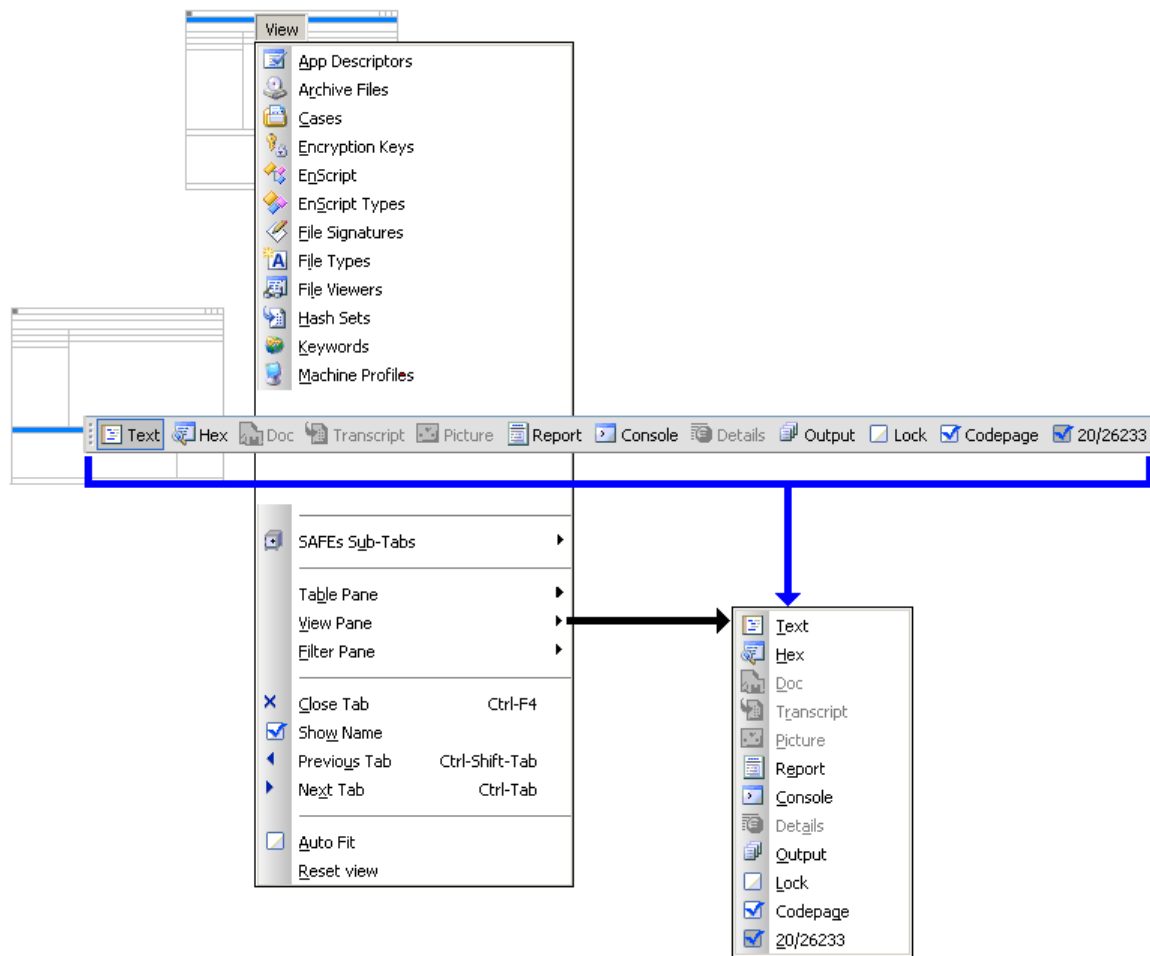 View
App Descriptors
Archive Files
Cases
Encryption Keys
EnScript
EnScript Types
File Signatures
File Types
File Viewers
Hash Sets
Keywords
Machine Profiles
Text Hex Doc Transcript Picture Report Console Details Output Lock Codepage 20/26233
SAFEs Sub-Tabs
Table Pane
View Pane
Filter Pane
Close Tab Ctrl-F4
Show Name
Previous Tab Ctrl-Shift-Tab
Next Tab Ctrl-Tab
Auto Fit
Reset view
Text
Hex
Doc
Transcript
Picture
Report
Console
Details
Output
Lock
Codepage
20/26233